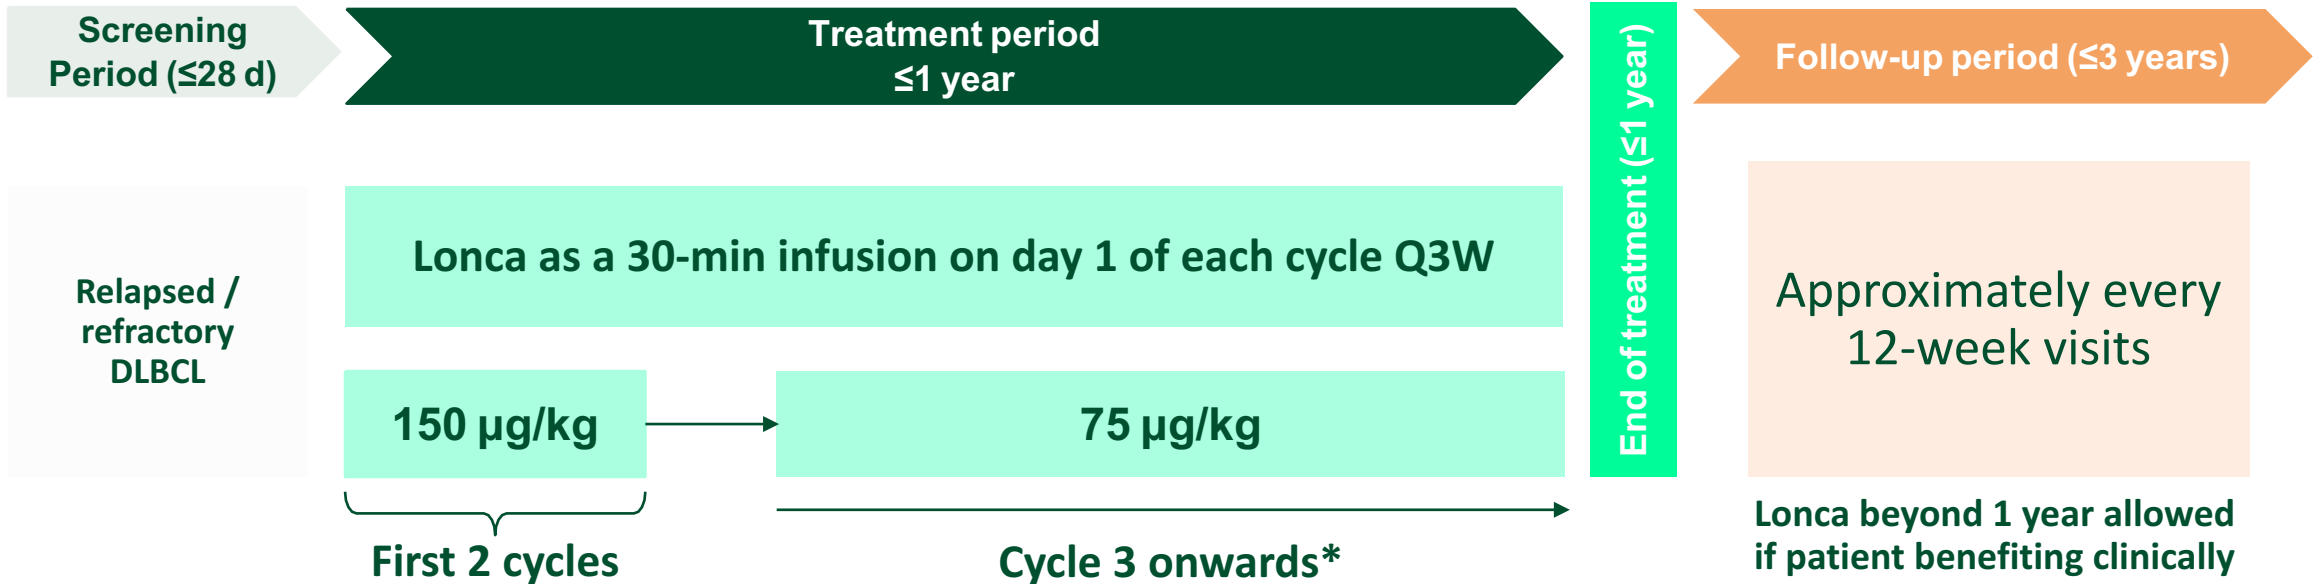 Screening
Period (≤28 d)
Treatment period
≤1 year
End of treatment (≤1 year)
Follow-up period (≤3 years)
Relapsed /
refractory
DLBCL
Lonca as a 30-min infusion on day 1 of each cycle Q3W
150 µg/kg
75 µg/kg
First 2 cycles
Cycle 3 onwards*
Approximately every
12-week visits
Lonca beyond 1 year allowed
if patient benefiting clinically